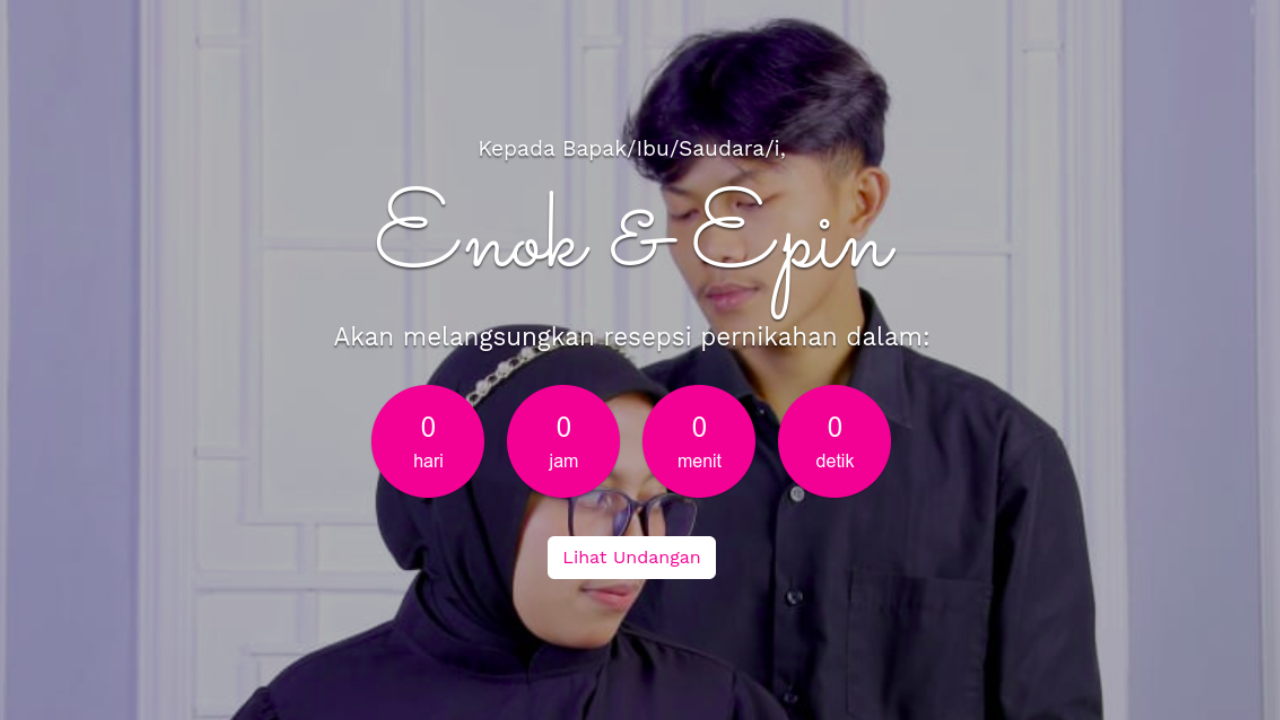 Kepada Bapak/Ibu/Saudara/i,
Enok & Epin
Akan melangsungkan resepsi pernikahan dalam:
0 0 0 0
hari jam menit detik
Lihat Undangan